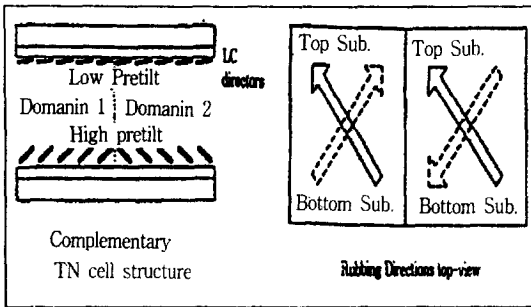 LC
directors
Low Pretilt
Domanin 1 Domanin 2
High pretilt
Complementary
TN cell structure
Top Sub. Top Sub.
Bottom Sub. Bottom Sub.
Rubbing Directions top-view